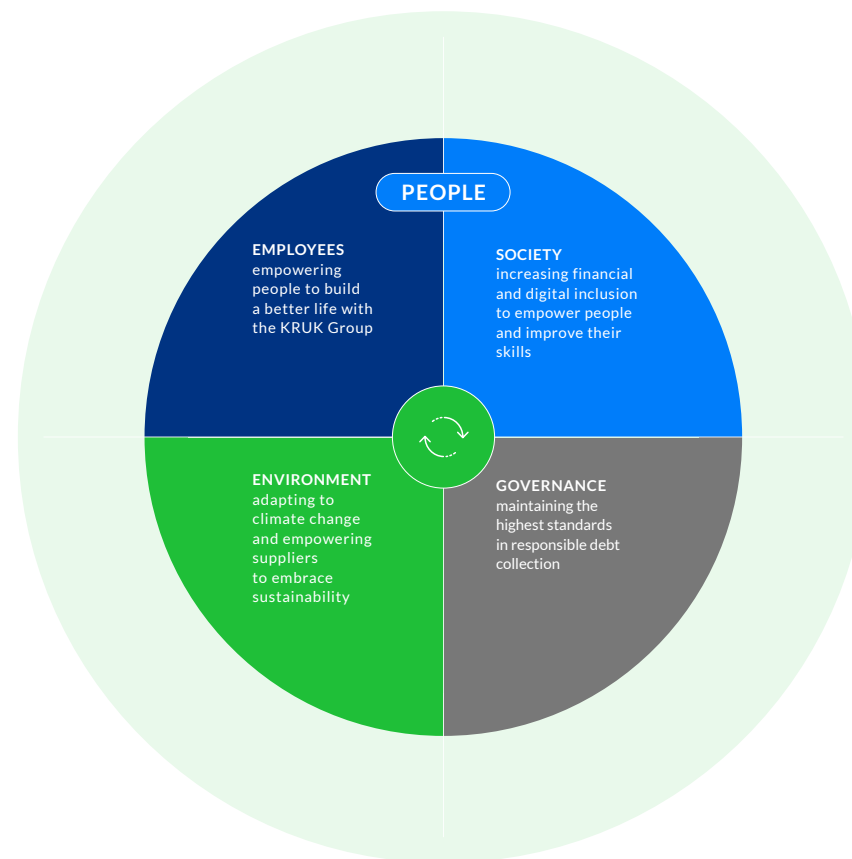 PEOPLE
EMPLOYEES
empowering
people to build
a better life with
the KRUK Group
SOCIETY
increasing financial
and digital inclusion
to empower people
and improve their
skills
ENVIRONMENT
adapting to
climate change
and empowering
suppliers
to embrace
sustainability
GOVERNANCE
maintaining the
highest standards
in responsible debt
collection